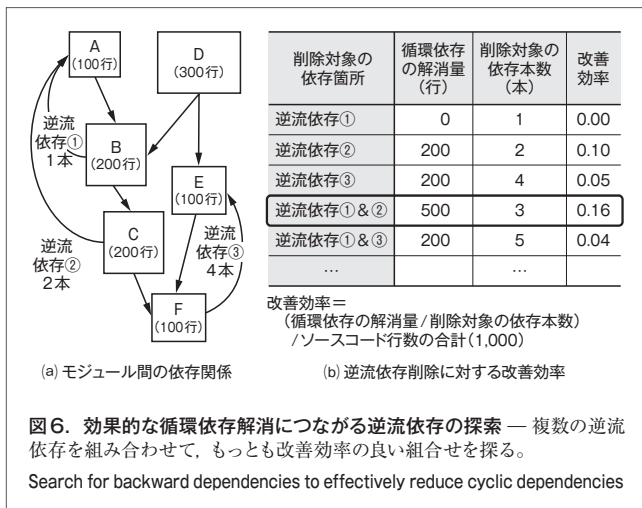 A
(100行)
D
(300行)
逆流
依存①
1本
B
(200行)
E
(100行)
C
(200行)
逆流
依存③
4本
逆流
依存②
2本
F
(100行)
(a) モジュール間の依存関係
削除対象の
依存箇所
循環依存
の解消量
(行)
削除対象の
依存本数
(本)
改善
効率
逆流依存① 0 1 0.00
逆流依存② 200 2 0.10
逆流依存③ 200 4 0.05
逆流依存①&② 500 3 0.16
逆流依存①&③ 200 5 0.04
… …
改善効率=
(循環依存の解消量/削除対象の依存本数)
/ソースコード行数の合計(1,000)
(b) 逆流依存削除に対する改善効率
図6. 効果的な循環依存解消につながる逆流依存の探索 — 複数の逆流
依存を組み合わせて,もっとも改善効率の良い組合せを探る。
Search for backward dependencies to effectively reduce cyclic dependencies